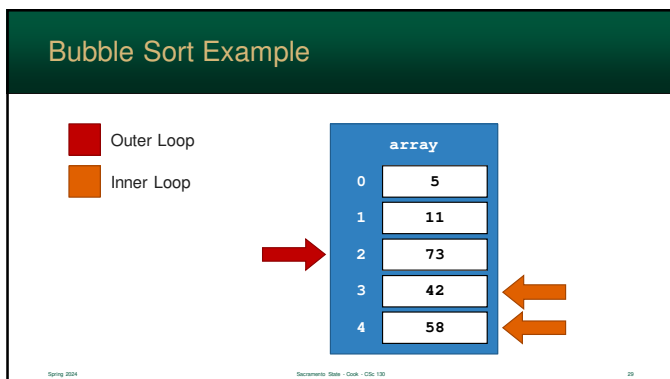 Bubble Sort Example
Outer Loop
Inner Loop
array
0 5
1 11
2 73
3 42
4 58
Spring 2024 Sacramento State - Cook - CSc 130 29